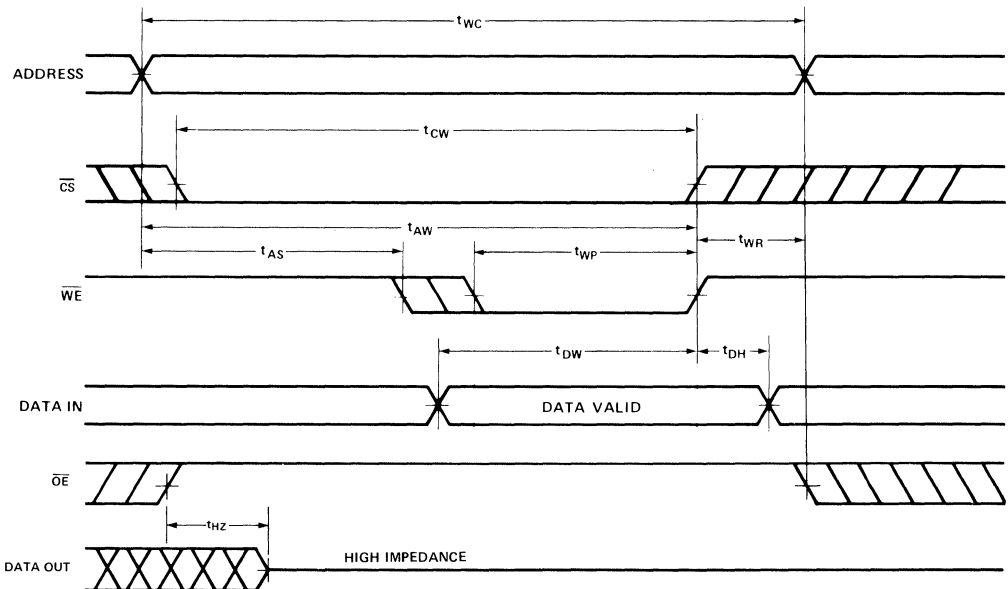 tWC
ADDRESS
tCW
CS
tAW
tAS
tWP
tWR
WE
tDW
tDH
DATA IN
DATA VALID
OE
tHZ
DATA OUT
HIGH IMPEDANCE